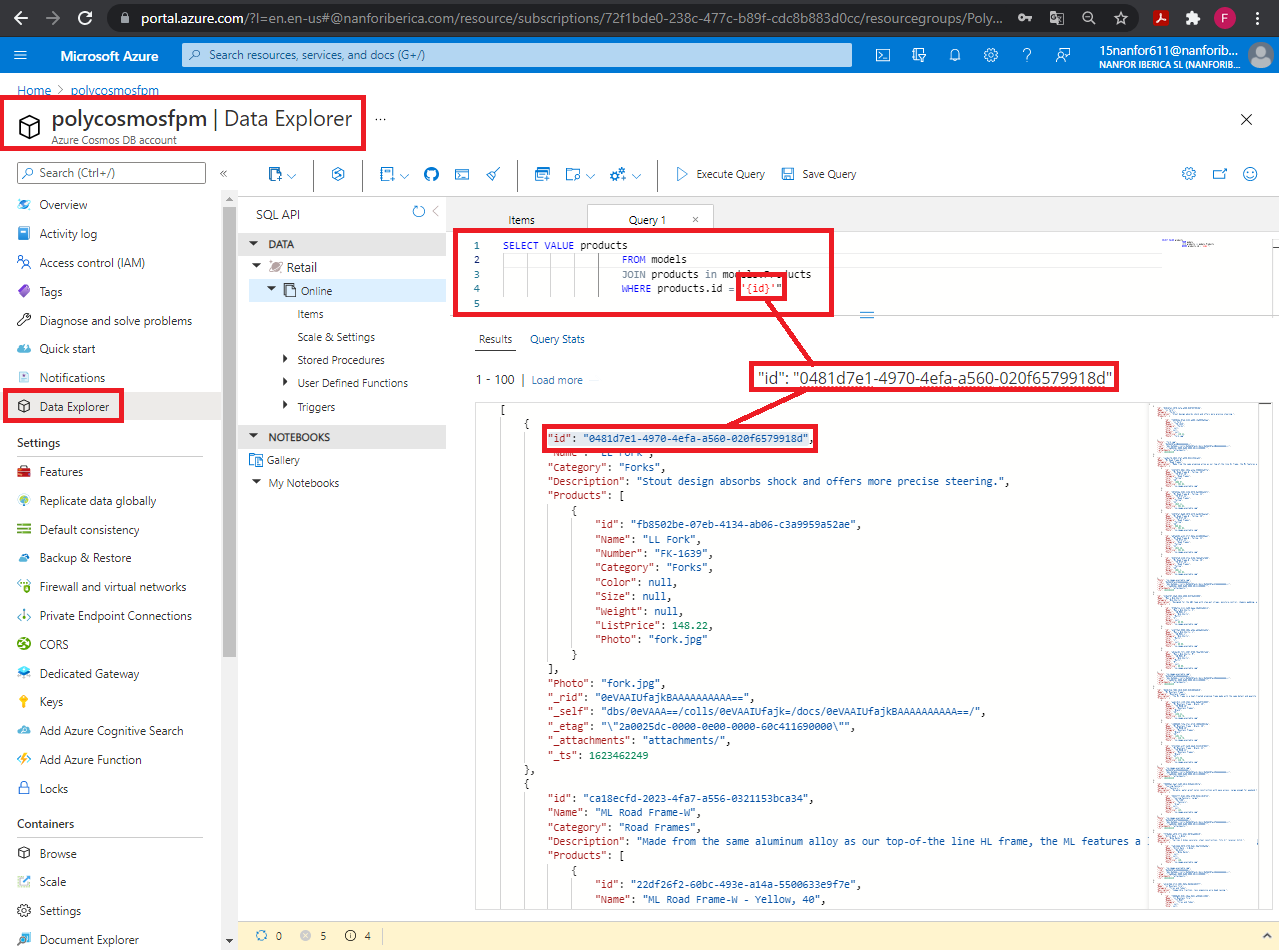 portal.azure.com/?l=en.en-us#@nanforiberica.com/resource/subscriptions/72f1bde0-238c-477c-b89f-cdc8b883d0cc/resourcegroups/Poly...
F
Microsoft Azure
Search resources, services, and docs (G+/)
15nanfor611@nanforib...
NANFOR IBERICA SL (NANFORIB...
Home > polycosmosfpm
polycosmosfpm | Data Explorer ...
Azure Cosmos DB account
Search (Ctrl+/)
«
Overview
Activity log
Access control (IAM)
Tags
Diagnose and solve problems
Quick start
Notifications
Data Explorer
Settings
Features
Replicate data globally
Default consistency
Backup & Restore
Firewall and virtual networks
Private Endpoint Connections
CORS
Dedicated Gateway
Keys
Add Azure Cognitive Search
Add Azure Function
Locks
Containers
Browse
Scale
Settings
Document Explorer
Execute Query
Save Query
SQL API
DATA
Retail
Online
Items
Scale & Settings
Stored Procedures
User Defined Functions
Triggers
NOTEBOOKS
Gallery
My Notebooks
Items
Query 1
1 SELECT VALUE products
2 FROM models
3 JOIN products in models.Products
4 WHERE products.id = '{id}'"
5
Results
Query Stats
1 - 100 | Load more
"id": "0481d7e1-4970-4efa-a560-020f6579918d"
[
{
"id": "0481d7e1-4970-4efa-a560-020f6579918d",
"Name": "LL Fork",
"Category": "Forks",
"Description": "Stout design absorbs shock and offers more precise steering.",
"Products": [
{
"id": "fb8502be-07eb-4134-ab06-c3a9959a52ae",
"Name": "LL Fork",
"Number": "FK-1639",
"Category": "Forks",
"Color": null,
"Size": null,
"Weight": null,
"ListPrice": 148.22,
"Photo": "fork.jpg"
}
],
"Photo": "fork.jpg",
"_rid": "0eVAAIUfajkBAAAAAAAAAA==",
"_self": "dbs/0eVAAA==/colls/0eVAAIUfajk=/docs/0eVAAIUfajkBAAAAAAAAAA==/",
"_etag": "\"2a0025dc-0000-0e00-0000-60c411690000\"",
"_attachments": "attachments/",
"_ts": 1623462249
},
{
"id": "ca18ecfd-2023-4fa7-a556-0321153bca34",
"Name": "ML Road Frame-W",
"Category": "Road Frames",
"Description": "Made from the same aluminum alloy as our top-of-the line HL frame, the ML features a
"Products": [
{
"id": "22df26f2-60bc-493e-a14a-5500633e9f7e",
"Name": "ML Road Frame-W - Yellow, 40",
0
5
4